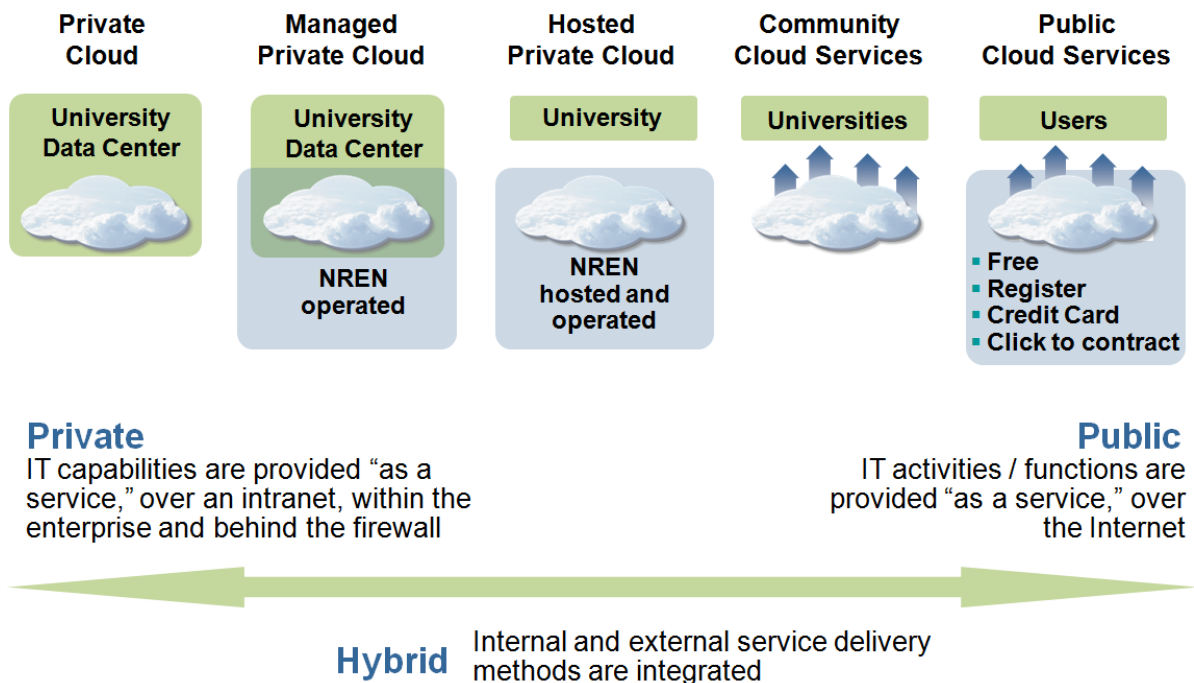 Private
Cloud
Managed
Private Cloud
Hosted
Private Cloud
Community
Cloud Services
Public
Cloud Services
University
Data Center
University
Data Center
NREN
operated
University
NREN
hosted and
operated
Universities
Users
▪ Free
▪ Register
▪ Credit Card
▪ Click to contract
Private
IT capabilities are provided “as a
service,” over an intranet, within the
enterprise and behind the firewall
Public
IT activities / functions are
provided “as a service,” over
the Internet
Hybrid
Internal and external service delivery
methods are integrated